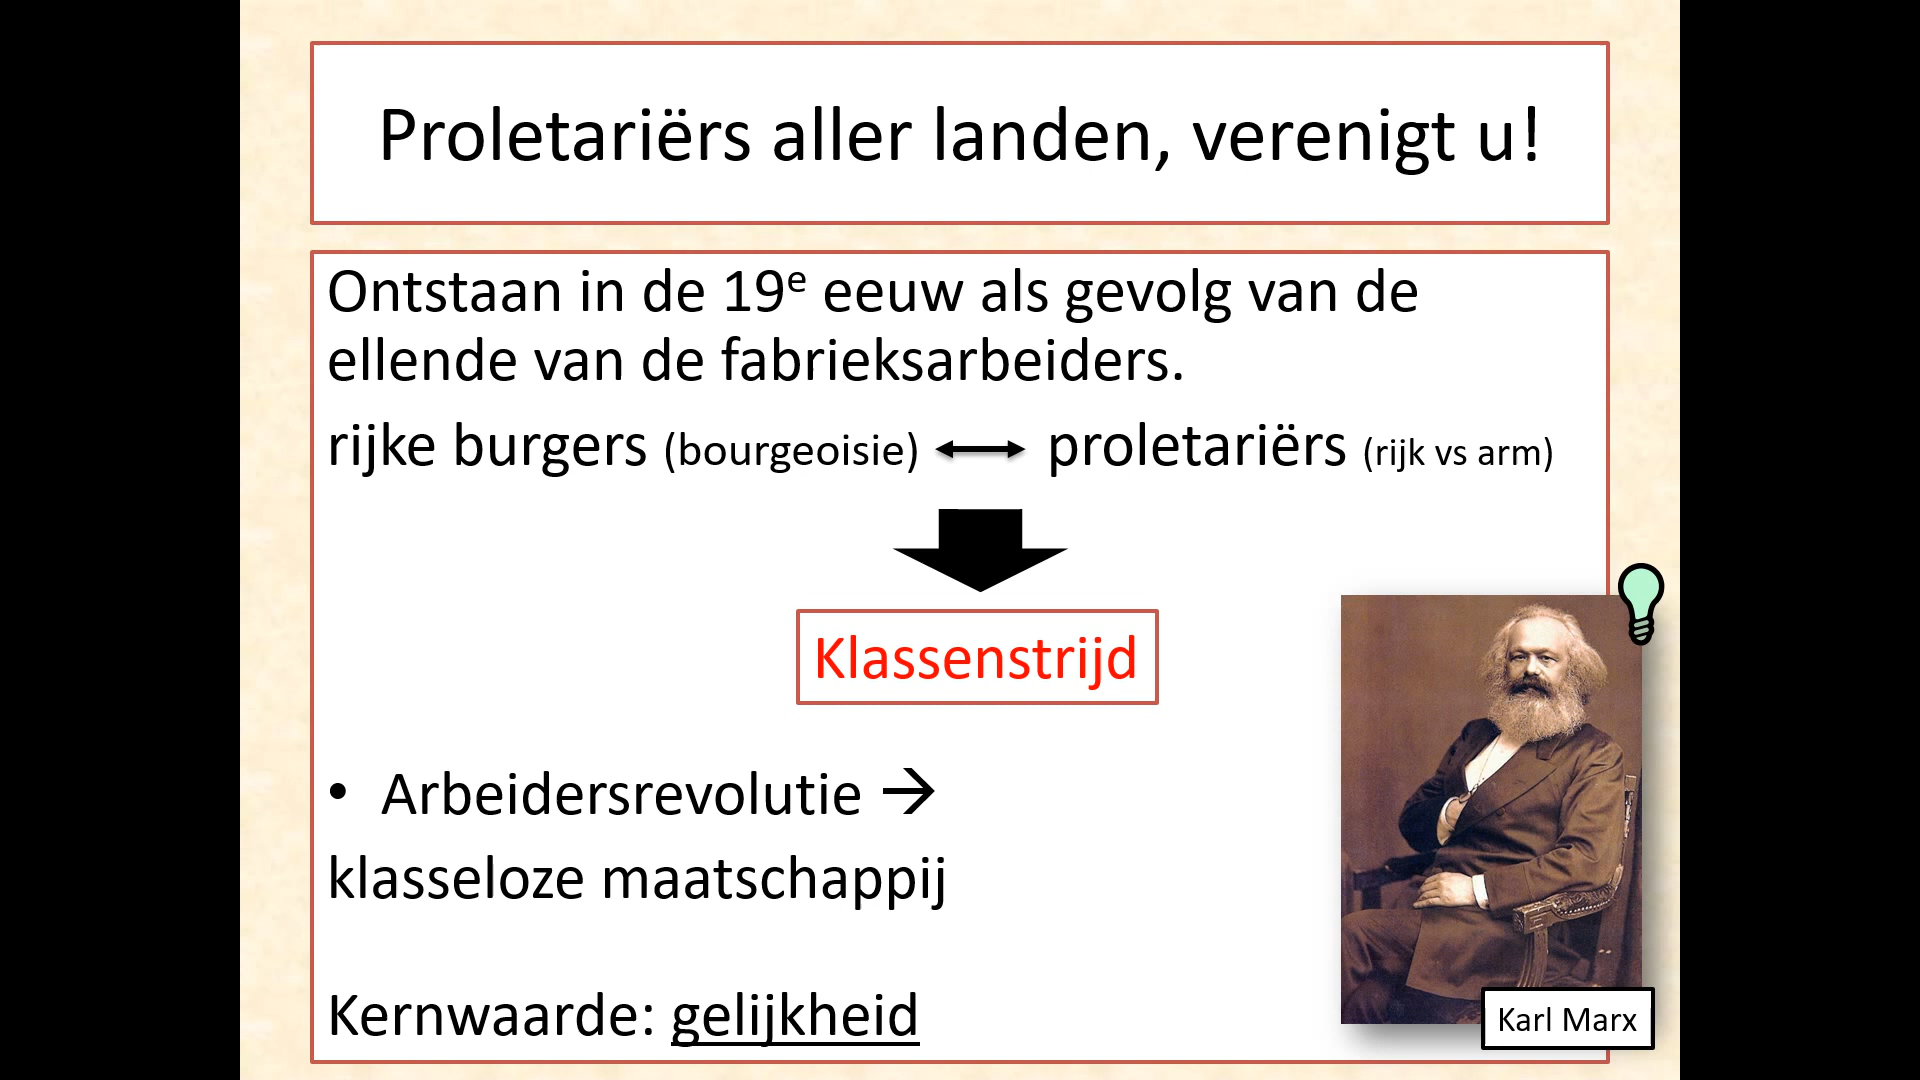 Proletariërs aller landen, verenigt u!
Ontstaan in de 19e eeuw als gevolg van de
ellende van de fabrieksarbeiders.
rijke burgers (bourgeoisie) ↔ proletariërs (rijk vs arm)
Klassenstrijd
• Arbeidersrevolutie →
klasseloze maatschappij
Kernwaarde: gelijkheid
Karl Marx